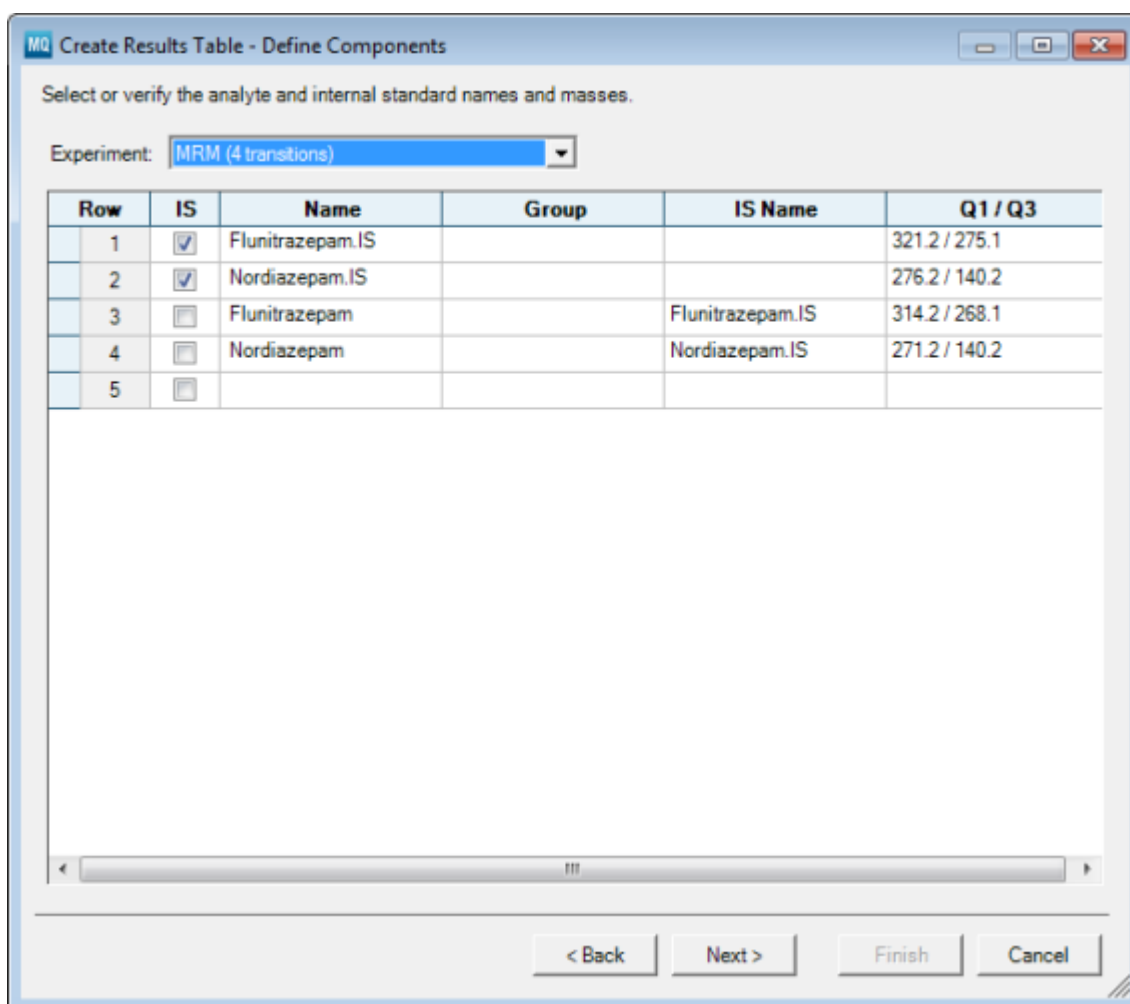 MQ Create Results Table - Define Components
Select or verify the analyte and internal standard names and masses.
Experiment: MRM (4 transitions)
Row IS Name Group IS Name Q1 / Q3
1 Flunitrazepam.IS 321.2 / 275.1
2 Nordiazepam.IS 276.2 / 140.2
3 Flunitrazepam Flunitrazepam.IS 314.2 / 268.1
4 Nordiazepam Nordiazepam.IS 271.2 / 140.2
5
< Back Next > Finish Cancel